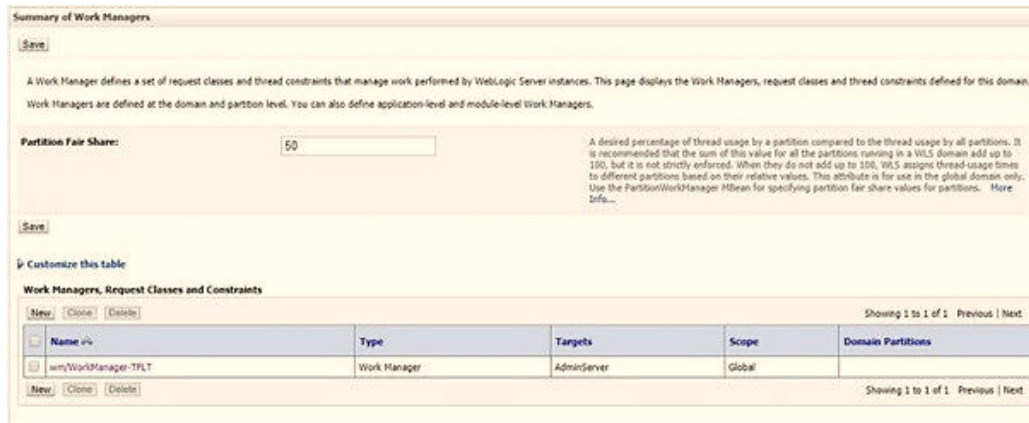 Summary of Work Managers
Save
A Work Manager defines a set of request classes and thread constraints that manage work performed by WebLogic Server instances. This page displays the Work Managers, request classes and thread constraints defined for this domain.
Work Managers are defined at the domain and partition level. You can also define application-level and module-level Work Managers.
Partition Fair Share:
50
A desired percentage of thread usage by a partition compared to the thread usage by all partitions. It
is recommended that the sum of this value for all the partitions running in a WLS domain add up to
100, but it is not strictly enforced. When they do not add up to 100, WLS assigns thread-usage times
to different partitions based on their relative values. This attribute is for use in the global domain only.
Use the PartitionWorkManager MBean for specifying partition fair share values for partitions. More
Info...
Save
Customize this table
Work Managers, Request Classes and Constraints
New Clone Delete Showing 1 to 1 of 1 Previous | Next
Name Type Targets Scope Domain Partitions
wm/WorkManager-TFLT Work Manager AdminServer Global
New Clone Delete Showing 1 to 1 of 1 Previous | Next